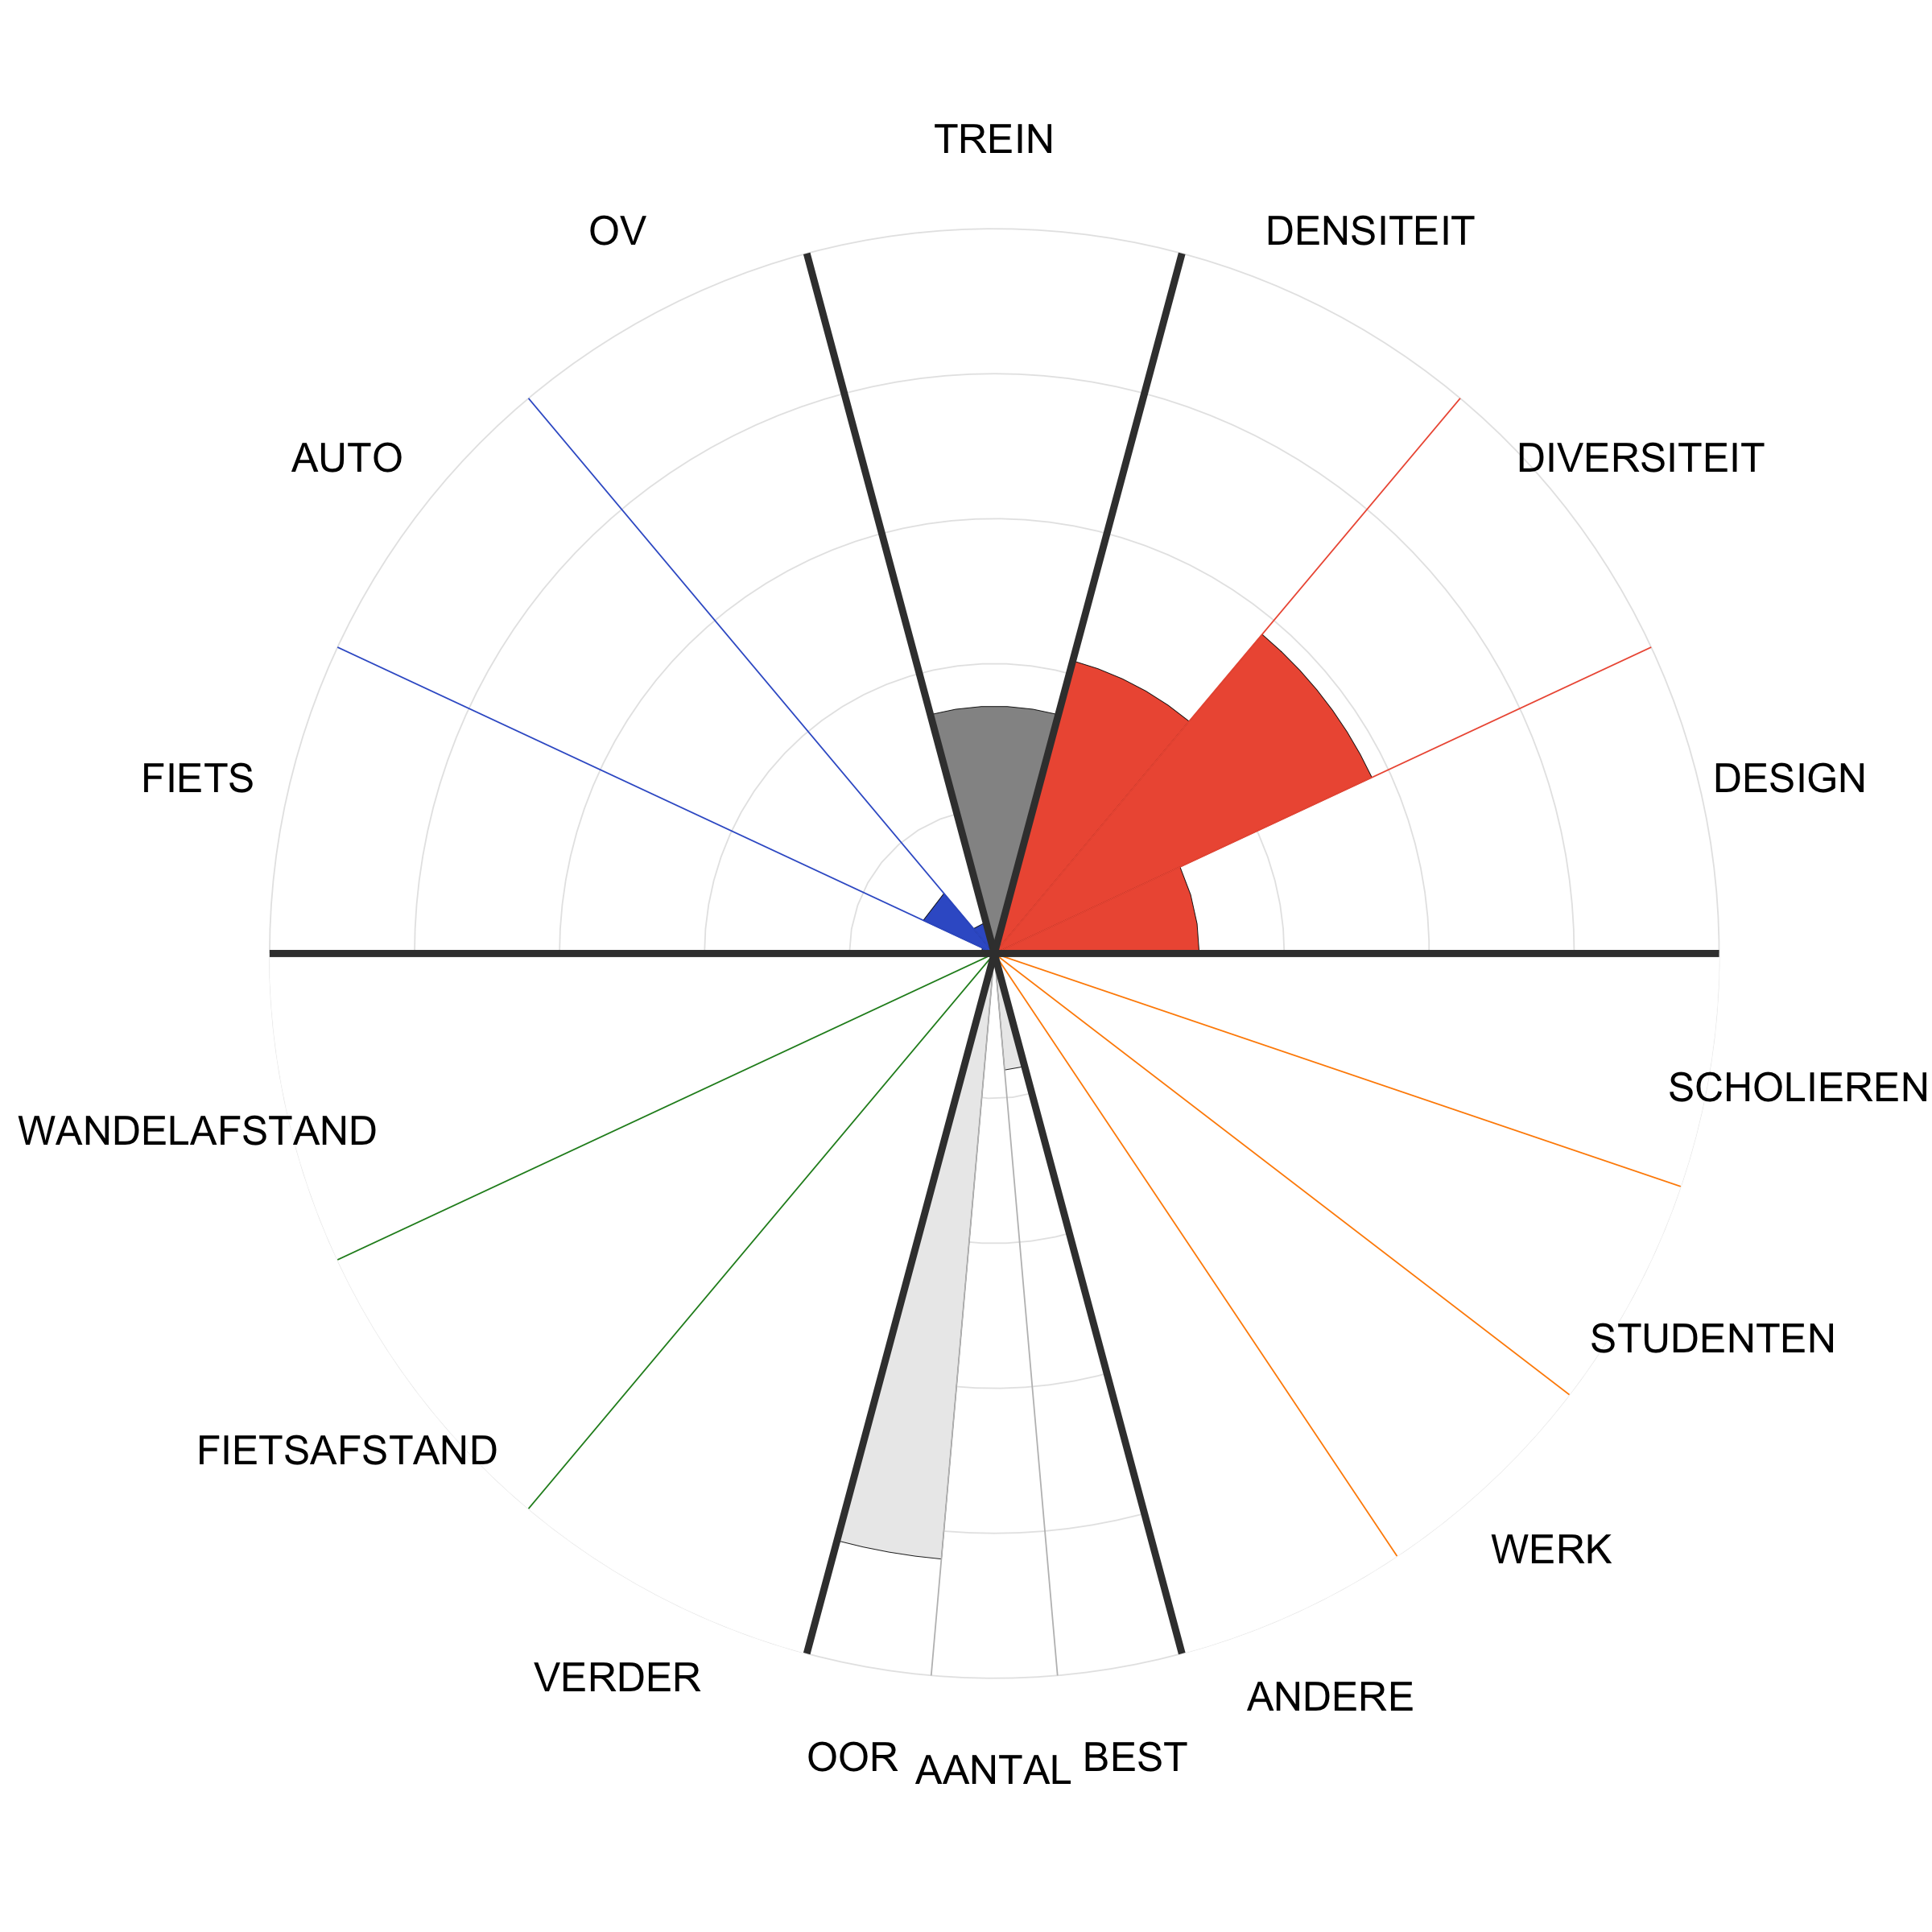 TREIN
OV
DENSITEIT
AUTO
DIVERSITEIT
FIETS
DESIGN
SCHOLIEREN
WANDELAFSTAND
STUDENTEN
FIETSAFSTAND
WERK
VERDER
ANDERE
OOR
AANTAL
BEST